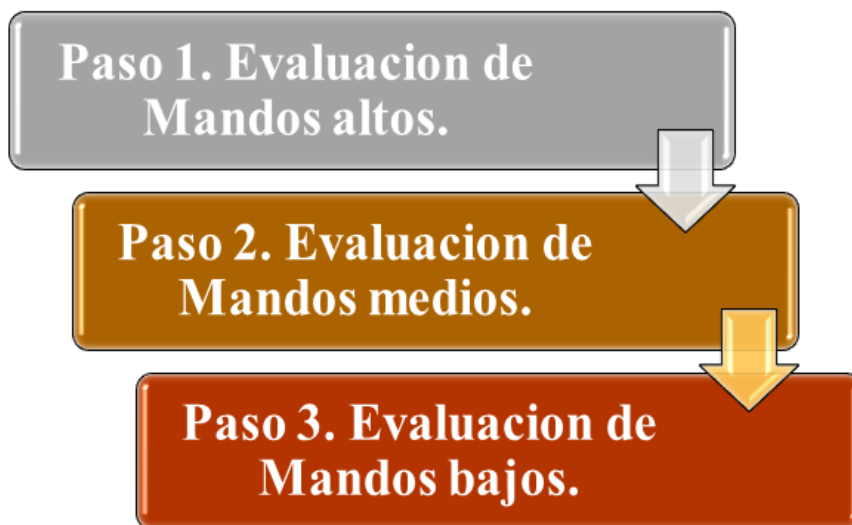 Paso 1. Evaluacion de
Mandos altos.
Paso 2. Evaluacion de
Mandos medios.
Paso 3. Evaluacion de
Mandos bajos.